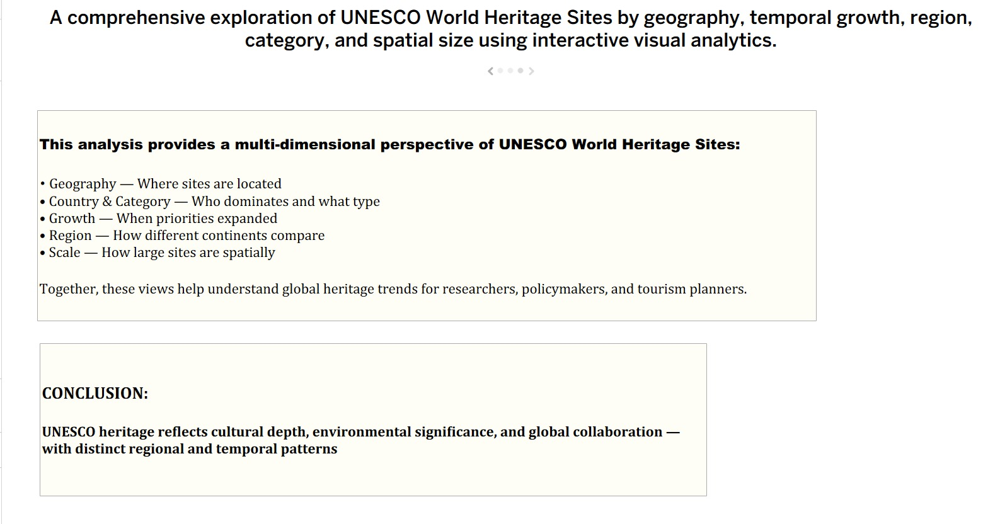 A comprehensive exploration of UNESCO World Heritage Sites by geography, temporal growth, region,
category, and spatial size using interactive visual analytics.
This analysis provides a multi-dimensional perspective of UNESCO World Heritage Sites:
• Geography — Where sites are located
• Country & Category — Who dominates and what type
• Growth — When priorities expanded
• Region — How different continents compare
• Scale — How large sites are spatially
Together, these views help understand global heritage trends for researchers, policymakers, and tourism planners.
CONCLUSION:
UNESCO heritage reflects cultural depth, environmental significance, and global collaboration —
with distinct regional and temporal patterns